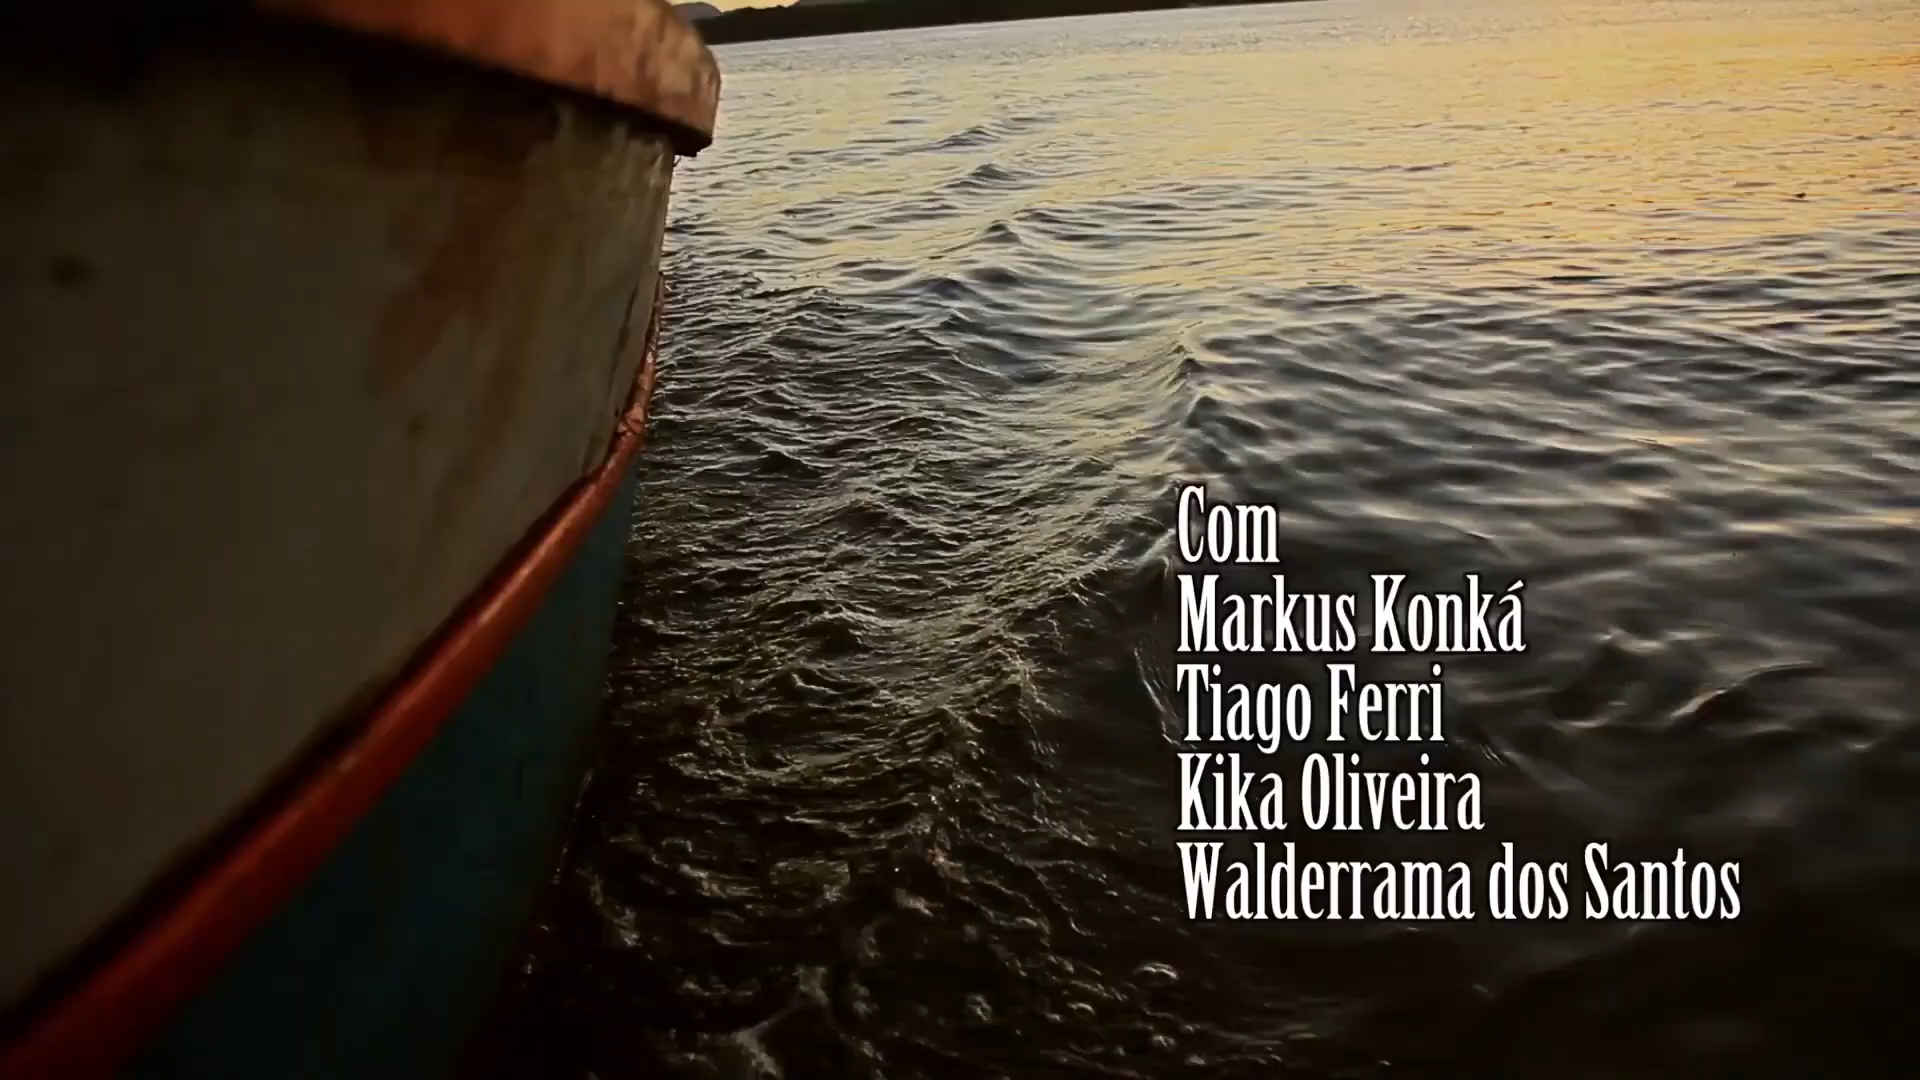 Com
Markus Konká
Tiago Ferri
Kika Oliveira
Walderrama dos Santos